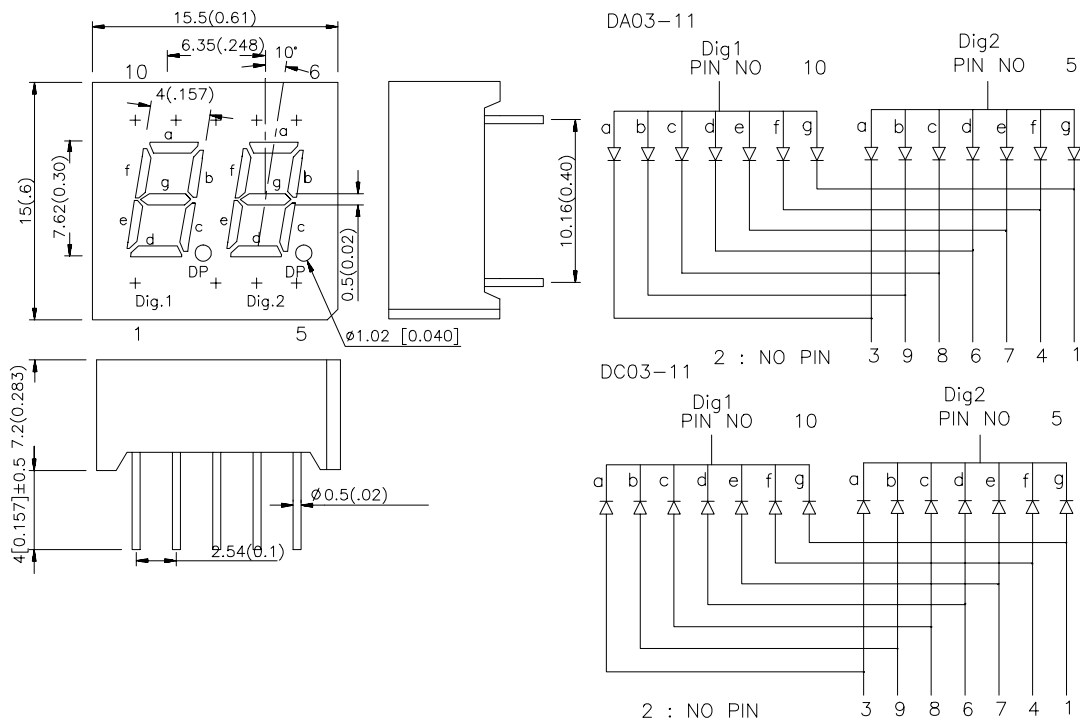 15.5(0.61)
6.35(.248)
10°
10
6
4(.157)
a
a
f
b
f
b
g
g
e
c
e
c
d
d
DP
DP
Dig.1
Dig.2
1
5
15(.6)
7.62(0.30)
0.5(0.02)
ø1.02 [0.040]
10.16(0.40)
7.2(0.283)
4[0.157]±0.5
Ø0.5(.02)
2.54(0.1)
DA03-11
Dig1
PIN NO 10
Dig2
PIN NO 5
a b c d e f g
a b c d e f g
2 : NO PIN
3 9 8 6 7 4 1
DC03-11
Dig1
PIN NO 10
Dig2
PIN NO 5
a b c d e f g
a b c d e f g
2 : NO PIN
3 9 8 6 7 4 1